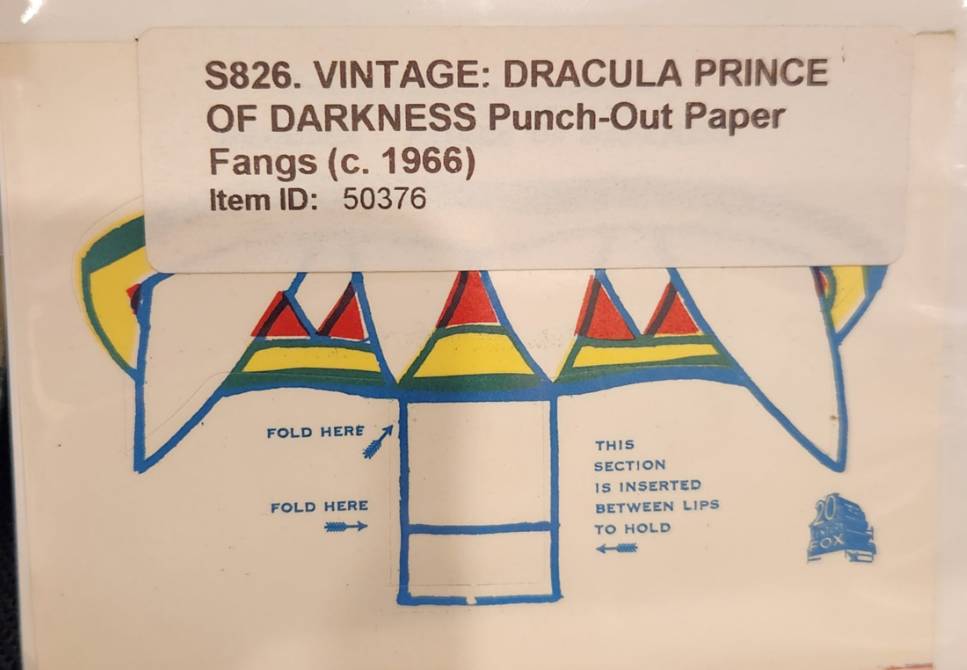 S826. VINTAGE: DRACULA PRINCE
OF DARKNESS Punch-Out Paper
Fangs (c. 1966)
Item ID: 50376
FOLD HERE
FOLD HERE
THIS
SECTION
IS INSERTED
BETWEEN LIPS
TO HOLD
20
FOX